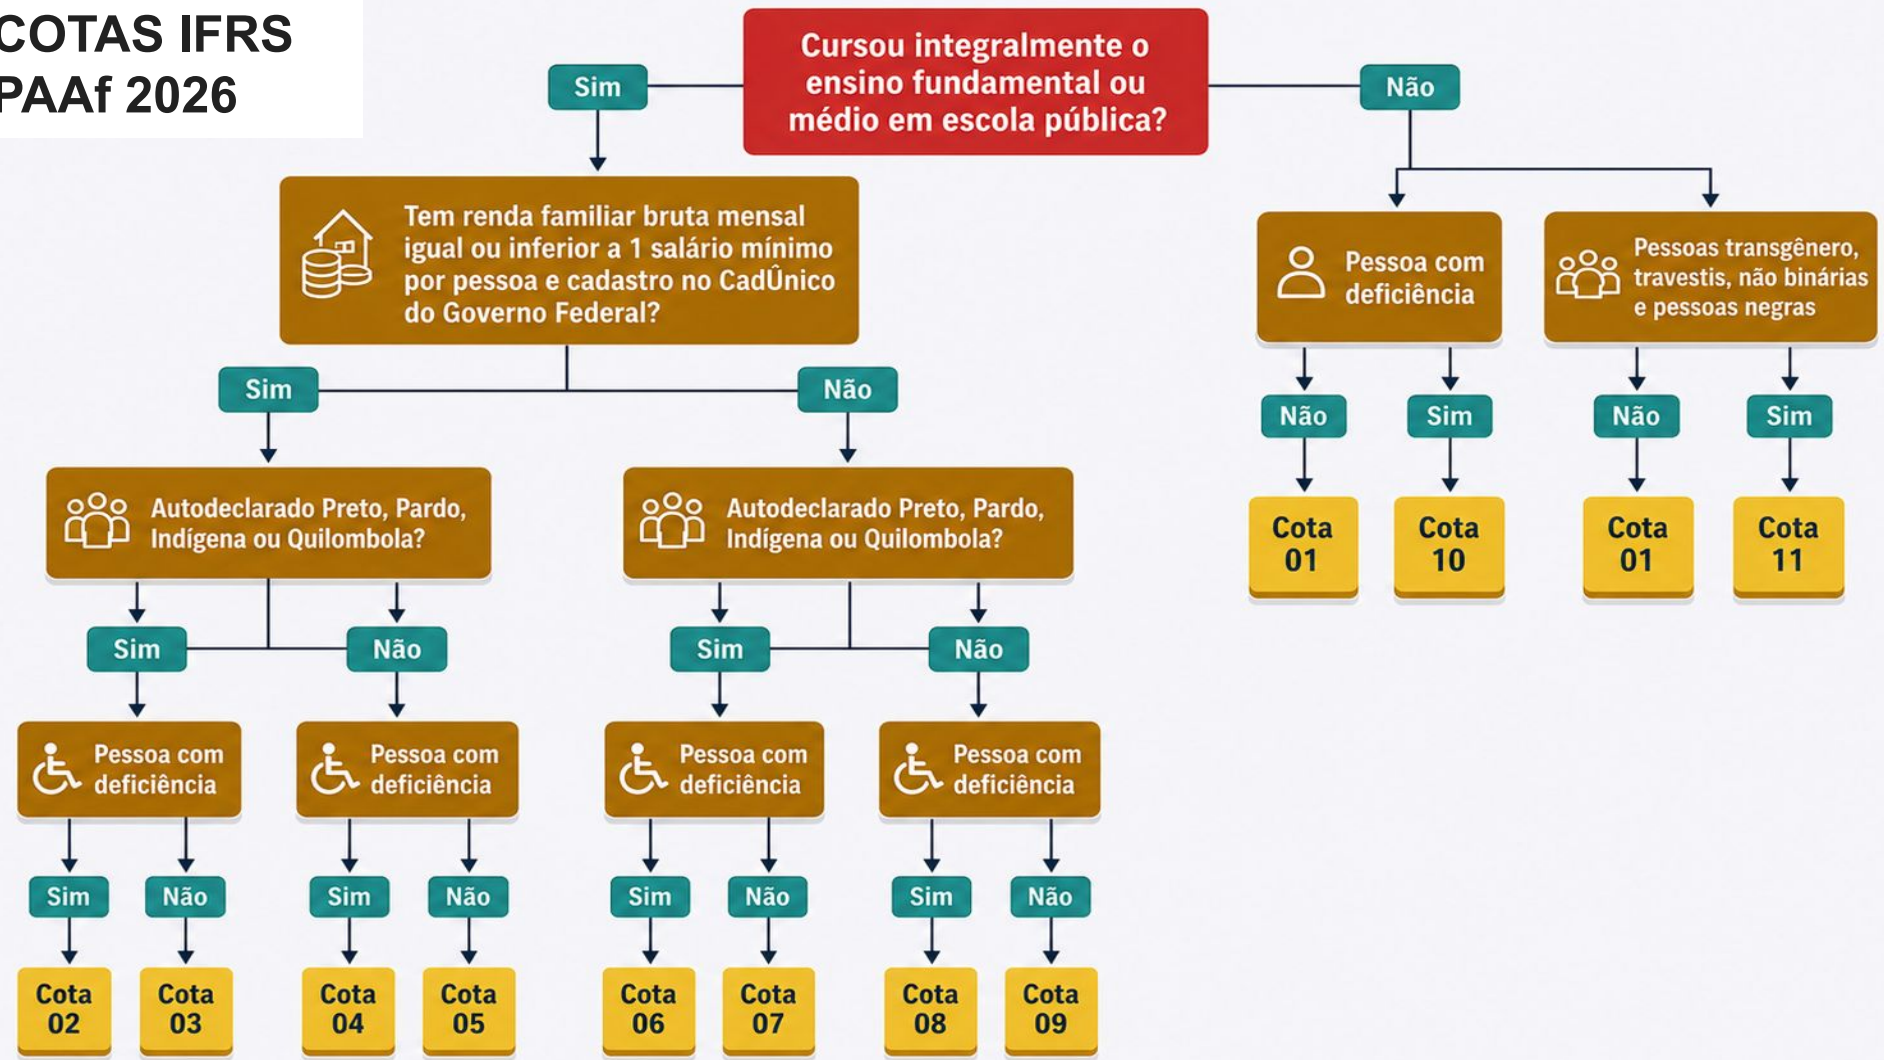 COTAS IFRS
PAAf 2026
Cursou integralmente o
ensino fundamental ou
médio em escola pública?
Sim
Não
Tem renda familiar bruta mensal
igual ou inferior a 1 salário mínimo
por pessoa e cadastro no CadÛnico
do Governo Federal?
Pessoa com
deficiência
Pessoas transgênero,
travestis, não binárias
e pessoas negras
Sim
Não
Não
Sim
Não
Sim
Autodeclarado Preto, Pardo,
Indígena ou Quilombola?
Autodeclarado Preto, Pardo,
Indígena ou Quilombola?
Cota
01
Cota
10
Cota
01
Cota
11
Sim
Não
Sim
Não
Pessoa com
deficiência
Pessoa com
deficiência
Pessoa com
deficiência
Pessoa com
deficiência
Sim
Não
Sim
Não
Sim
Não
Sim
Não
Cota
02
Cota
03
Cota
04
Cota
05
Cota
06
Cota
07
Cota
08
Cota
09